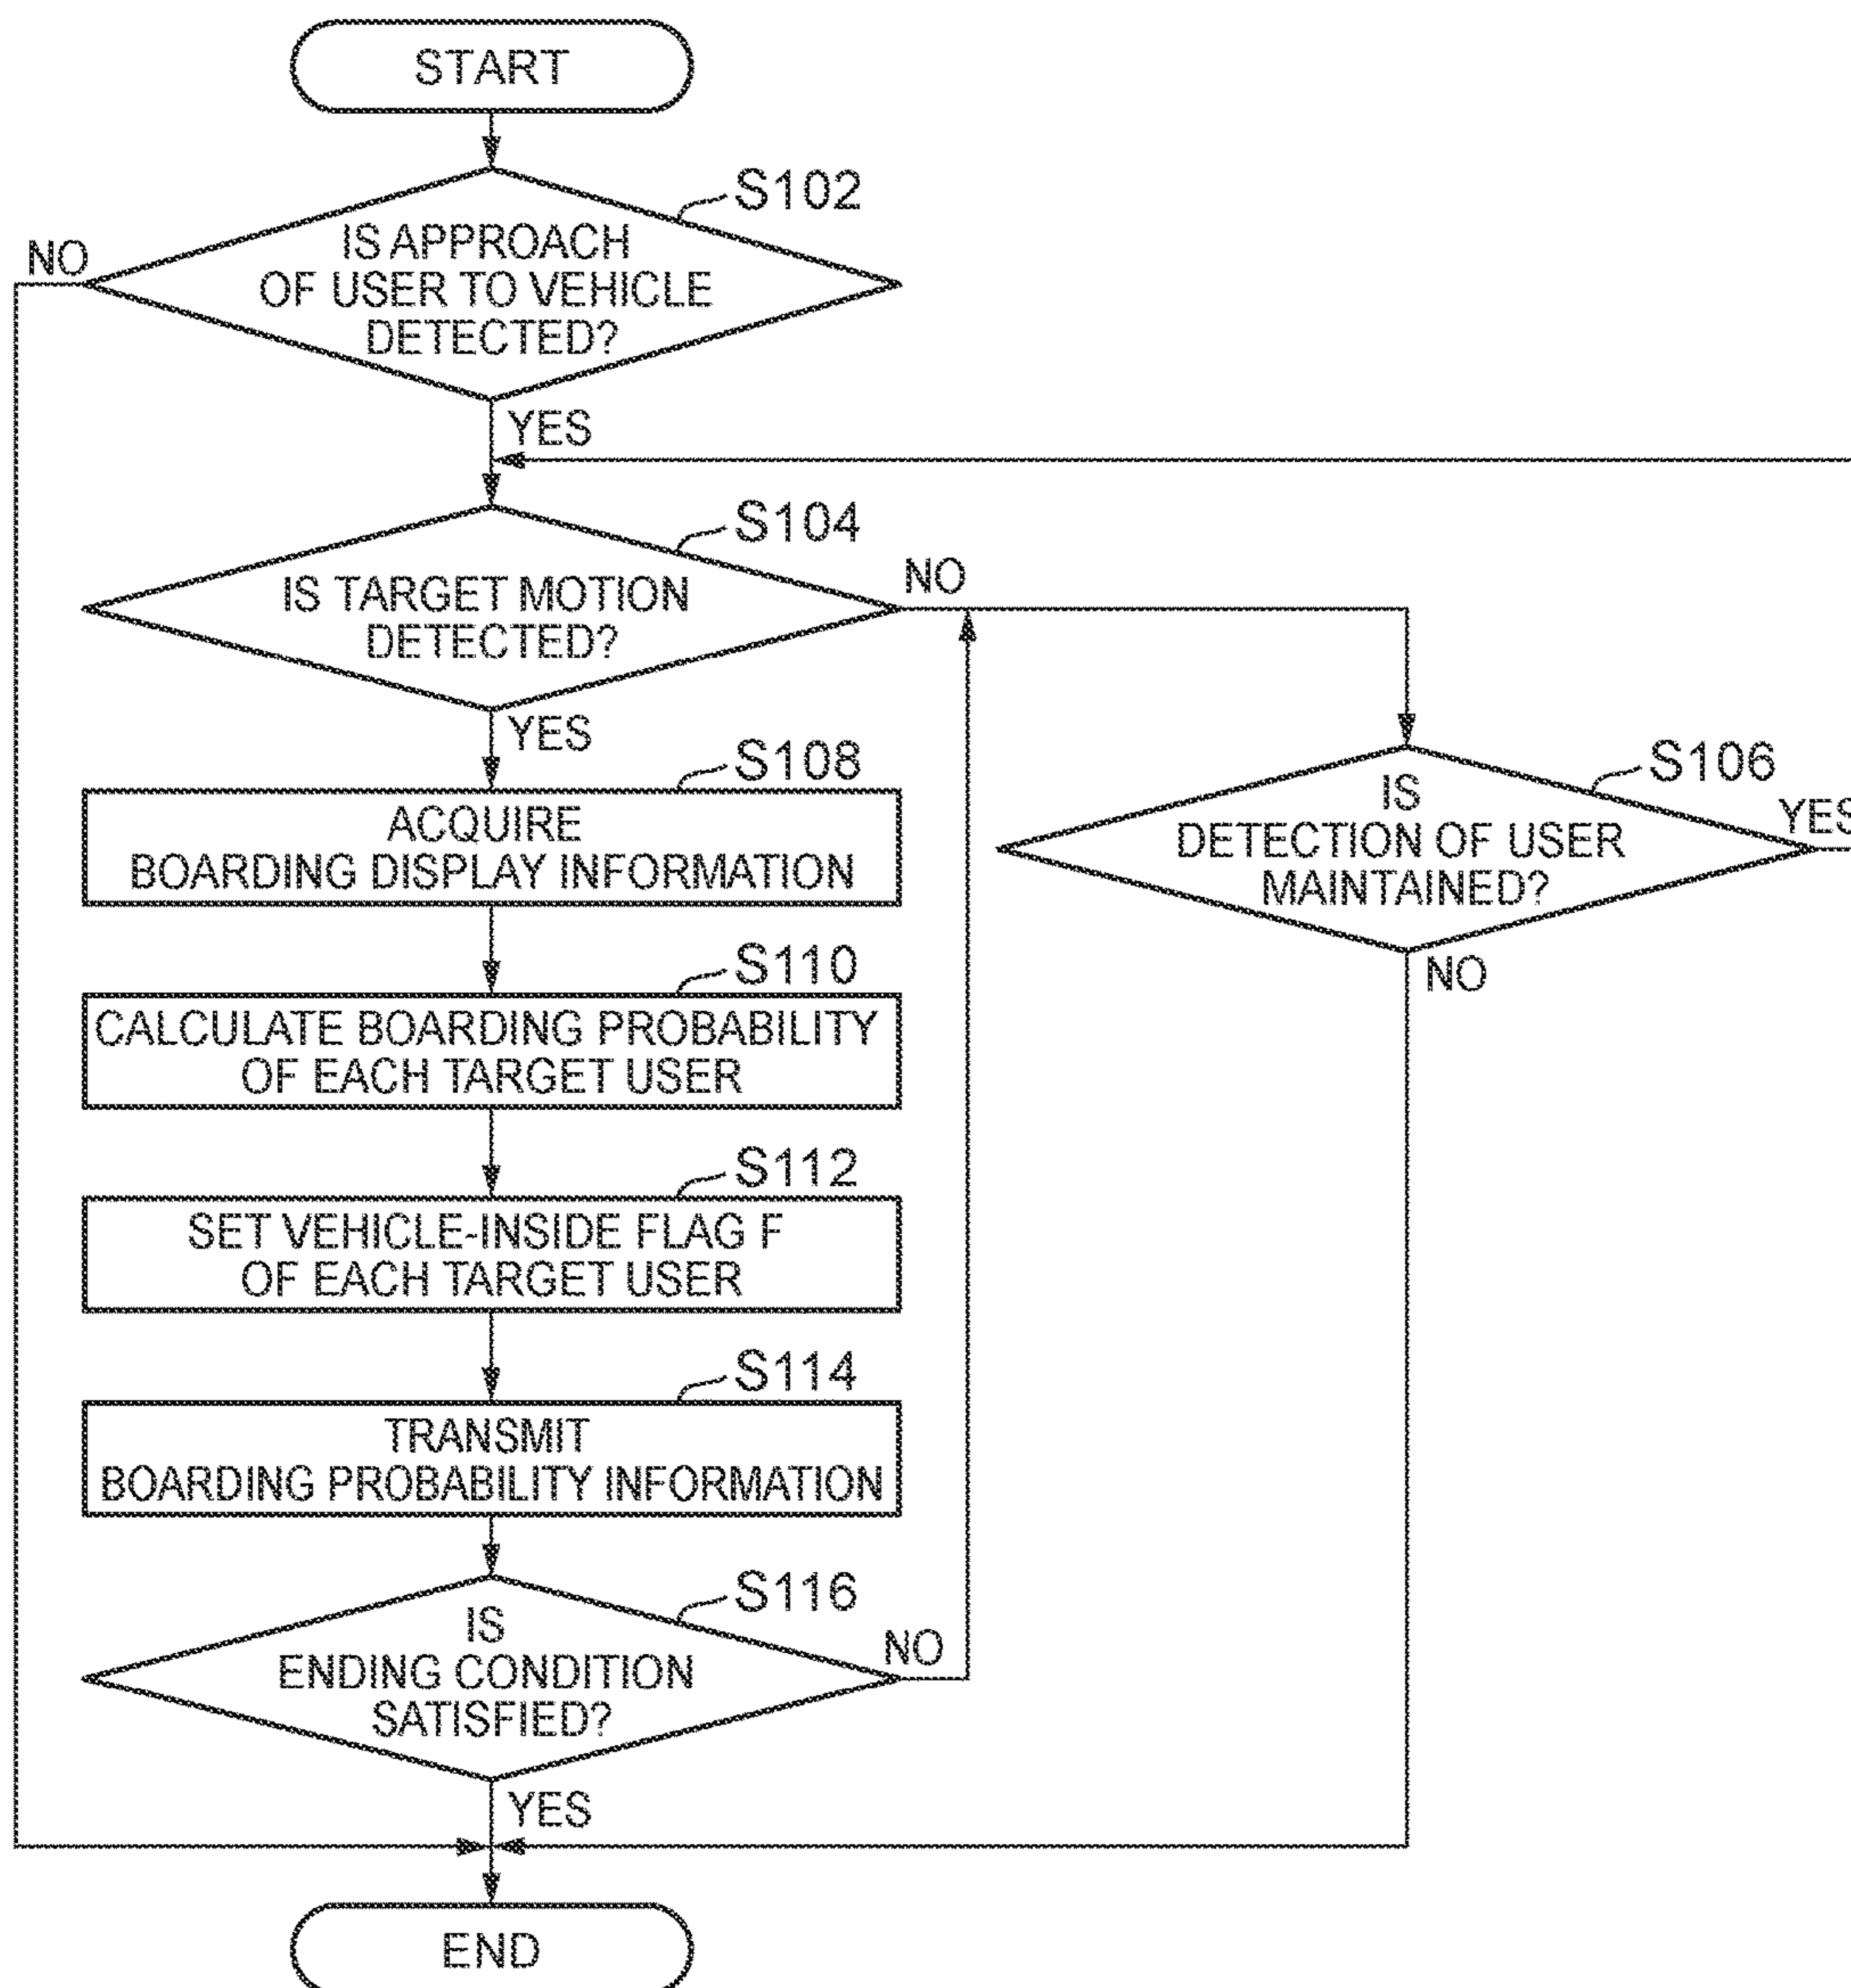 START
S102
IS APPROACH
OF USER TO VEHICLE
DETECTED?
NO
YES
S104
IS TARGET MOTION
DETECTED?
NO
YES
S106
IS
DETECTION OF USER
MAINTAINED?
YES
NO
S108
ACQUIRE
BOARDING DISPLAY INFORMATION
S110
CALCULATE BOARDING PROBABILITY
OF EACH TARGET USER
S112
SET VEHICLE-INSIDE FLAG F
OF EACH TARGET USER
S114
TRANSMIT
BOARDING PROBABILITY INFORMATION
S116
IS
ENDING CONDITION
SATISFIED?
NO
YES
END